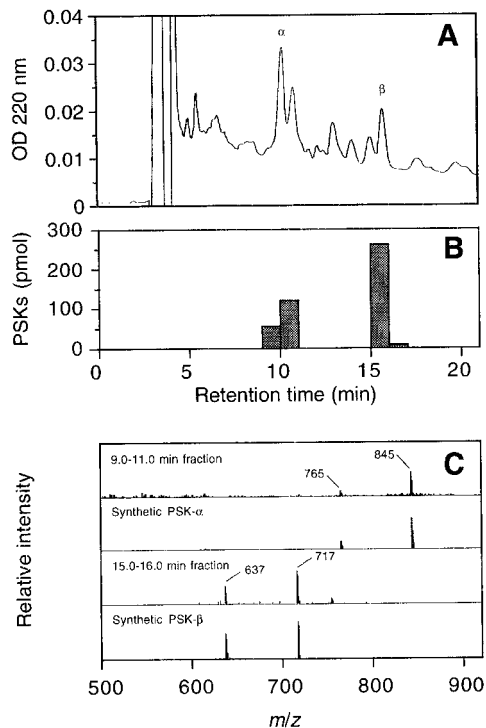 A
OD 220 nm
0.04
0.03
0.02
0.01
0
α
β
B
PSKs (pmol)
300
200
100
0
0 5 10 15 20
Retention time (min)
C
Relative intensity
9.0-11.0 min fraction
765
845
Synthetic PSK-α
15.0-16.0 min fraction
637
717
Synthetic PSK-β
500 600 700 800 900
m/z